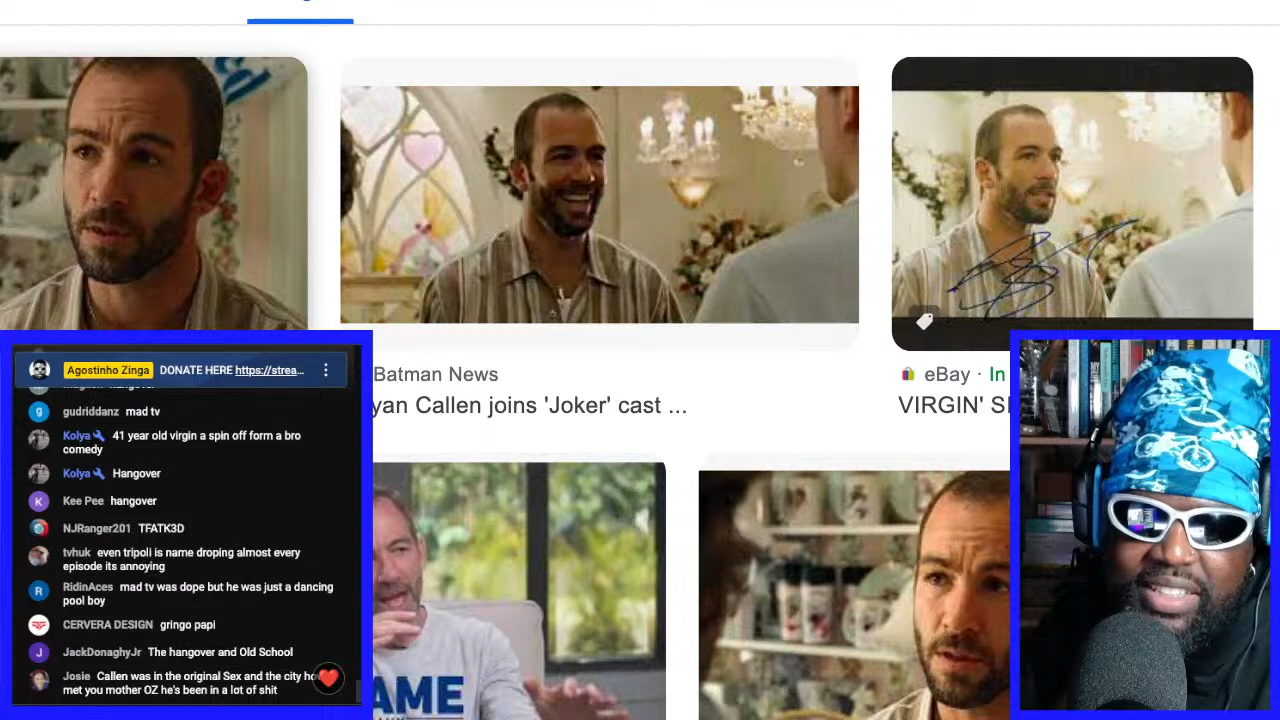 Batman News
yan Callen joins 'Joker' cast ...
eBay · In
VIRGIN' S
Agostinho Zinga DONATE HERE https://strea...
hangover
gudriddanz mad tv
Kolya 41 year old virgin a spin off form a bro
comedy
Kolya Hangover
K
Kee Pee hangover
NJRanger201 TFATK3D
tvhuk even tripoli is name droping almost every
episode its annoying
R
RidinAces mad tv was dope but he was just a dancing
pool boy
CERVERA DESIGN gringo papi
J
JackDonaghyJr The hangover and Old School
Josie Callen was in the original Sex and the city ho
met you mother OZ he's been in a lot of shit
AME